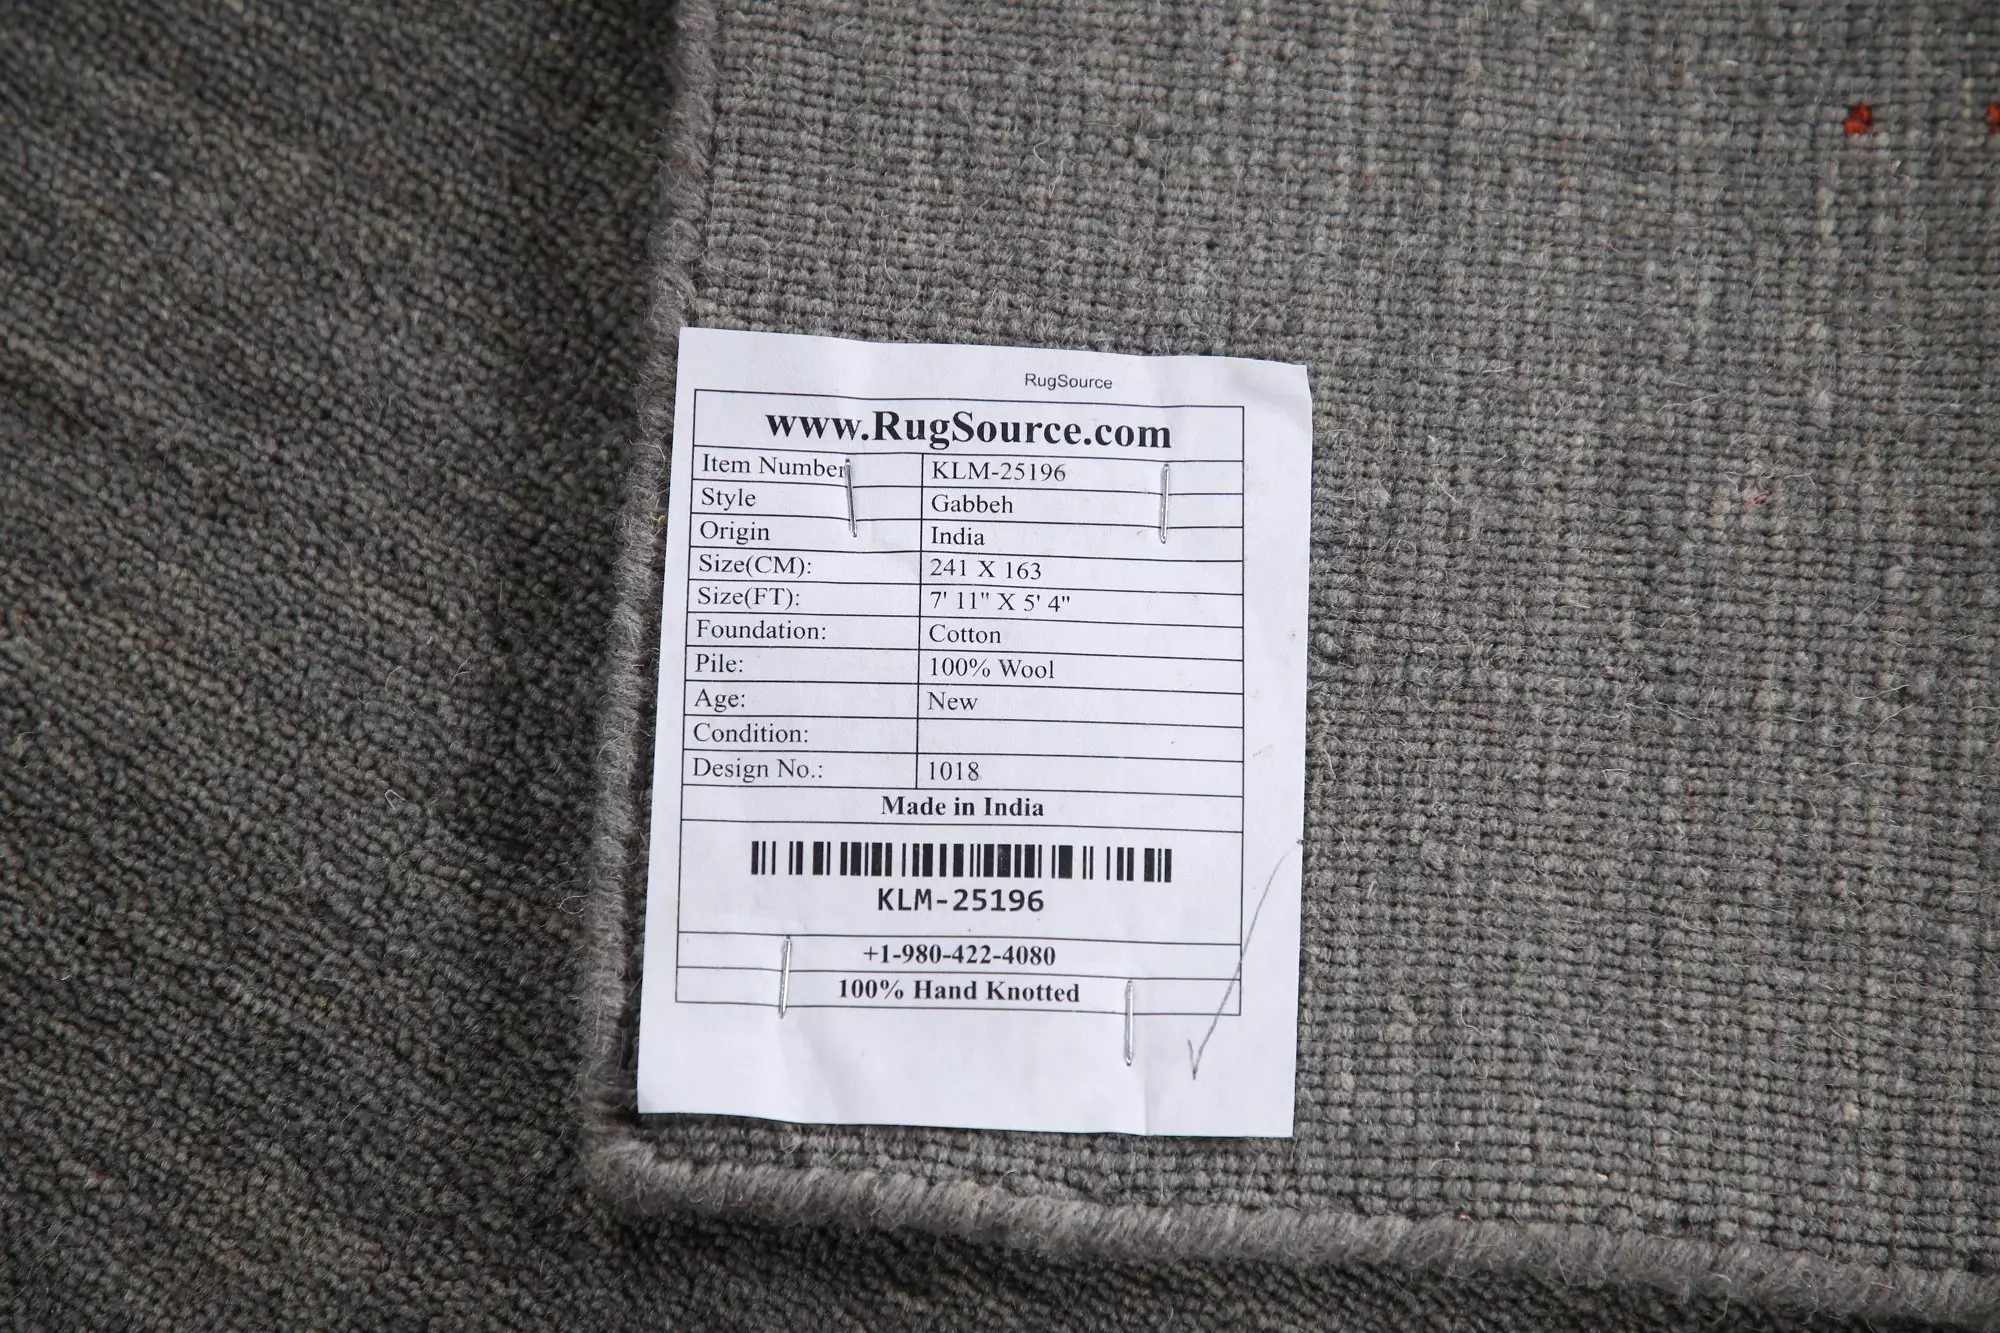 RugSource
www.RugSource.com
Item Number KLM-25196
Style Gabbeh
Origin India
Size(CM): 241 X 163
Size(FT): 7' 11" X 5' 4"
Foundation: Cotton
Pile: 100% Wool
Age: New
Condition:
Design No.: 1018
Made in India
KLM-25196
+1-980-422-4080
100% Hand Knotted